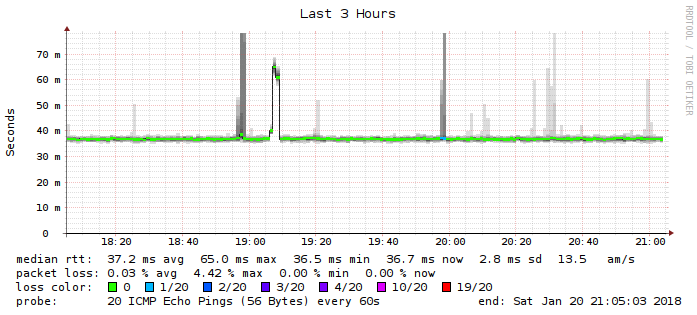 Last 3 Hours
RRDTOOL / TOBI OETIKER
Seconds
70 m
60 m
50 m
40 m
30 m
20 m
10 m
0
18:20 18:40 19:00 19:20 19:40 20:00 20:20 20:40 21:00
median rtt: 37.2 ms avg 65.0 ms max 36.5 ms min 36.7 ms now 2.8 ms sd 13.5 am/s
packet loss: 0.03 % avg 4.42 % max 0.00 % min 0.00 % now
loss color: 0 1/20 2/20 3/20 4/20 10/20 19/20
probe: 20 ICMP Echo Pings (56 Bytes) every 60s end: Sat Jan 20 21:05:03 2018